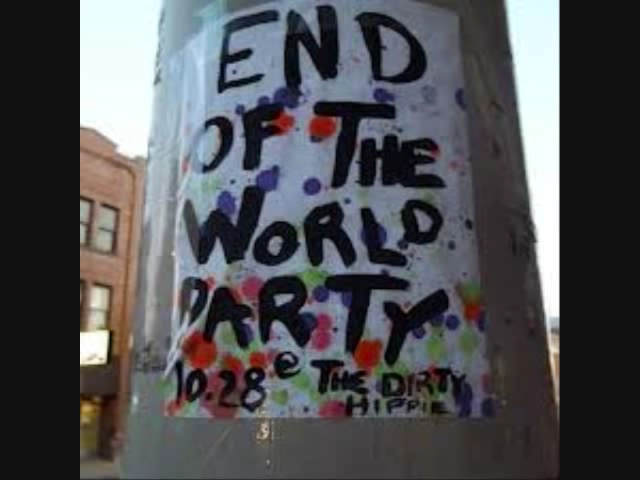 END
OF THE
WORLD
PARTY
10.28 @ THE DIRTY
HIPPIE